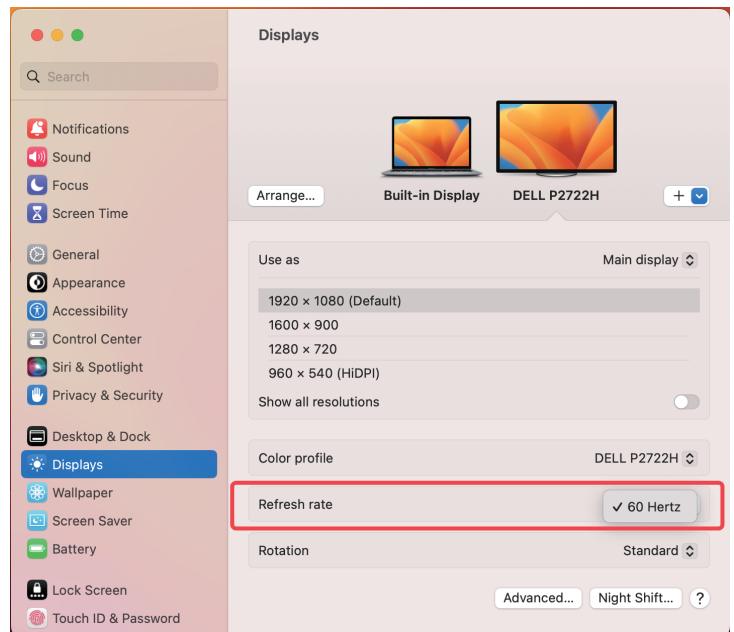 Displays
Search
Notifications
Sound
Focus
Screen Time
General
Appearance
Accessibility
Control Center
Siri & Spotlight
Privacy & Security
Desktop & Dock
Displays
Wallpaper
Screen Saver
Battery
Lock Screen
Touch ID & Password
Arrange...
Built-in Display
DELL P2722H
+
Use as
Main display
1920 × 1080 (Default)
1600 × 900
1280 × 720
960 × 540 (HiDPI)
Show all resolutions
Color profile
DELL P2722H
Refresh rate
✓ 60 Hertz
Rotation
Standard
Advanced...
Night Shift...
?